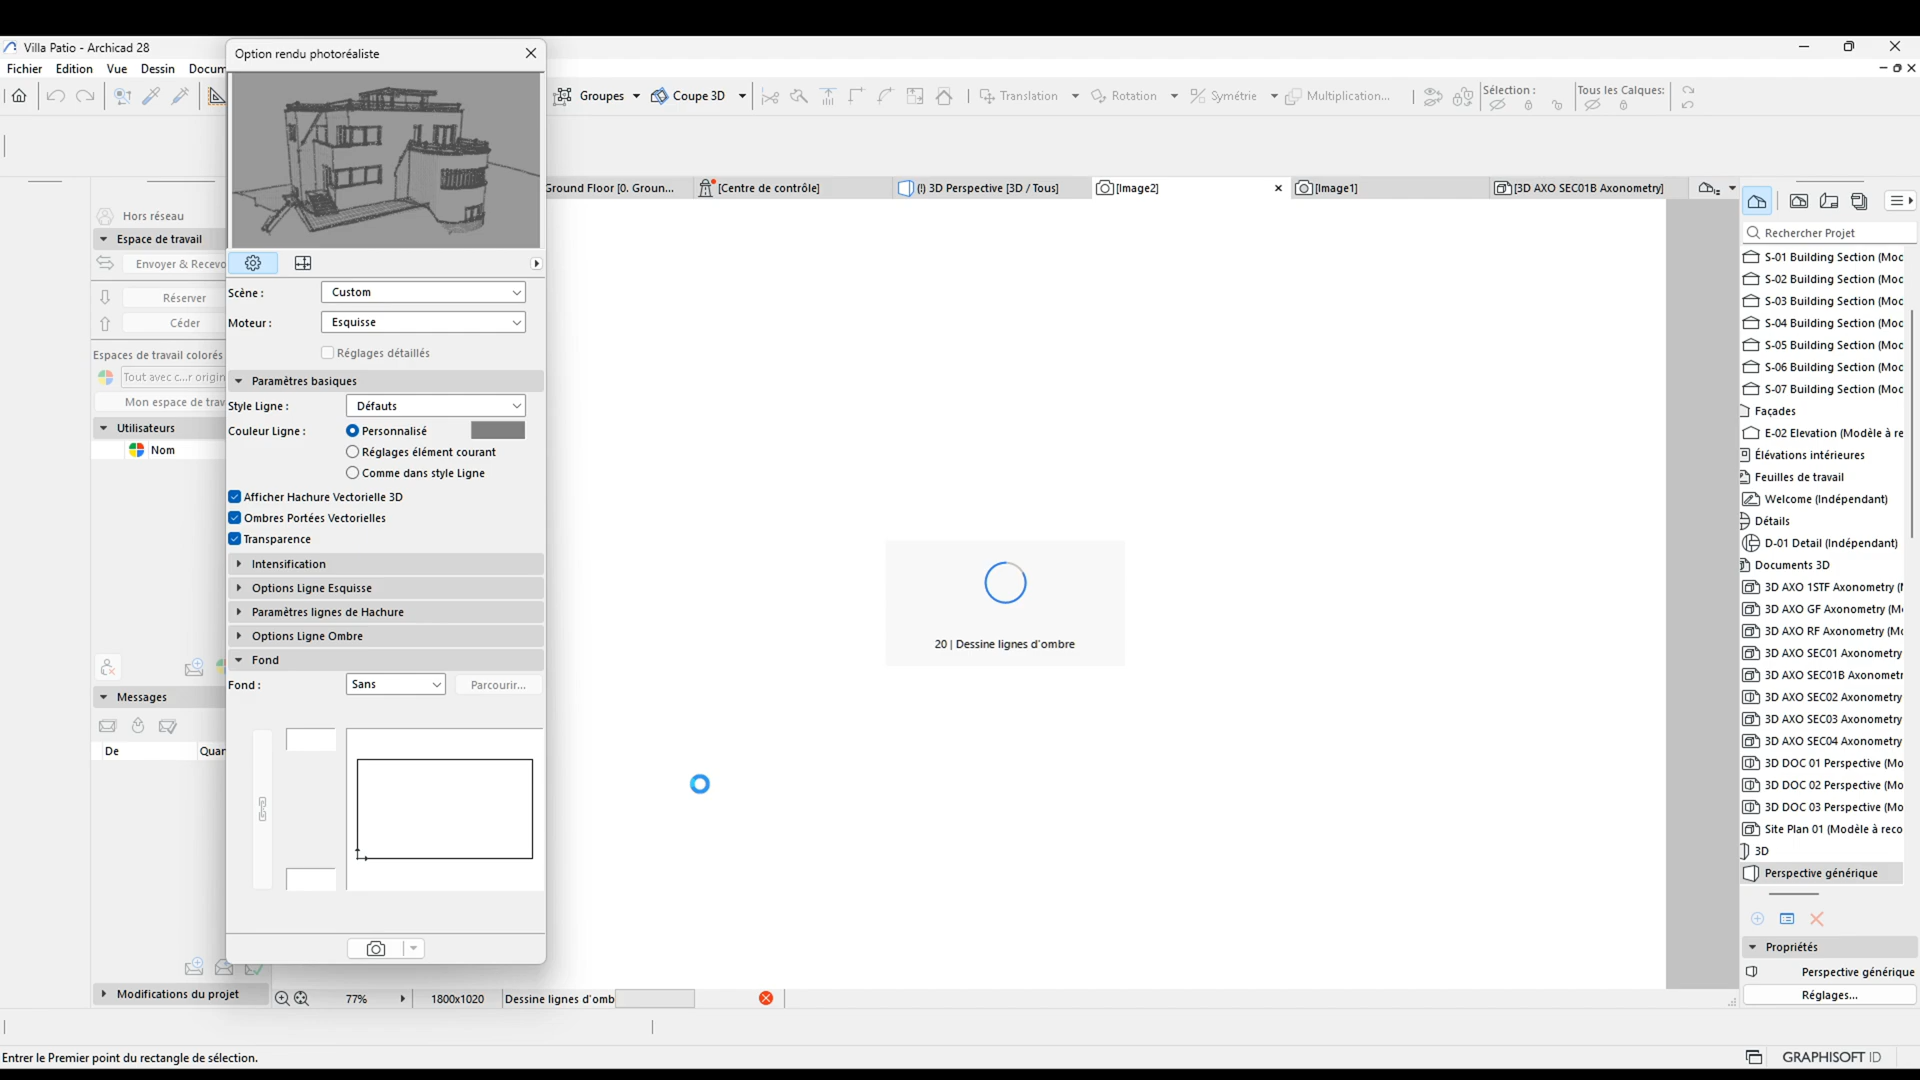 Villa Patio - Archicad 28
Fichier Edition Vue Dessin Docum
Option rendu photoréaliste
Groupes
Coupe 3D
Translation
Rotation
Symétrie
Multiplication...
Sélection :
Tous les Calques:
Ground Floor [0. Groun...
[Centre de contrôle]
(!) 3D Perspective [3D / Tous]
[Image2]
[Image1]
[3D AXO SEC01B Axonometry]
Hors réseau
Espace de travail
Envoyer & Recevo
Réserver
Céder
Espaces de travail colorés
Tout avec c...r origin
Mon espace de trav
Utilisateurs
Nom
Messages
De Quar
Modifications du projet
Scène :
Custom
Moteur :
Esquisse
Réglages détaillés
Paramètres basiques
Style Ligne :
Défauts
Couleur Ligne :
Personnalisé
Réglages élément courant
Comme dans style Ligne
Afficher Hachure Vectorielle 3D
Ombres Portées Vectorielles
Transparence
Intensification
Options Ligne Esquisse
Paramètres lignes de Hachure
Options Ligne Ombre
Fond
Fond :
Sans
Parcourir...
20 | Dessine lignes d'ombre
77%
1800x1020
Dessine lignes d'omb
Rechercher Projet
S-01 Building Section (Moc
S-02 Building Section (Moc
S-03 Building Section (Moc
S-04 Building Section (Moc
S-05 Building Section (Moc
S-06 Building Section (Moc
S-07 Building Section (Moc
Façades
E-02 Elevation (Modèle à re
Élévations intérieures
Feuilles de travail
Welcome (Indépendant)
Détails
D-01 Detail (Indépendant)
Documents 3D
3D AXO 1STF Axonometry (I
3D AXO GF Axonometry (Mo
3D AXO RF Axonometry (Mo
3D AXO SEC01 Axonometry
3D AXO SEC01B Axonometr
3D AXO SEC02 Axonometry
3D AXO SEC03 Axonometry
3D AXO SEC04 Axonometry
3D DOC 01 Perspective (Mo
3D DOC 02 Perspective (Mo
3D DOC 03 Perspective (Mo
Site Plan 01 (Modèle à reco
3D
Perspective générique
Propriétés
Perspective générique
Réglages...
Entrer le Premier point du rectangle de sélection.
GRAPHISOFT ID